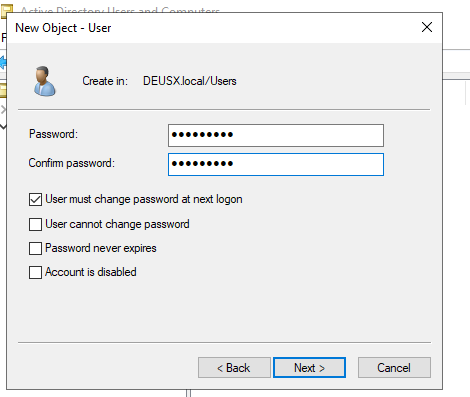 Active Directory Users and Computers
New Object - User
Create in: DEUSX.local/Users
Password: ●●●●●●●●●
Confirm password: ●●●●●●●●●
User must change password at next logon
User cannot change password
Password never expires
Account is disabled
< Back Next > Cancel